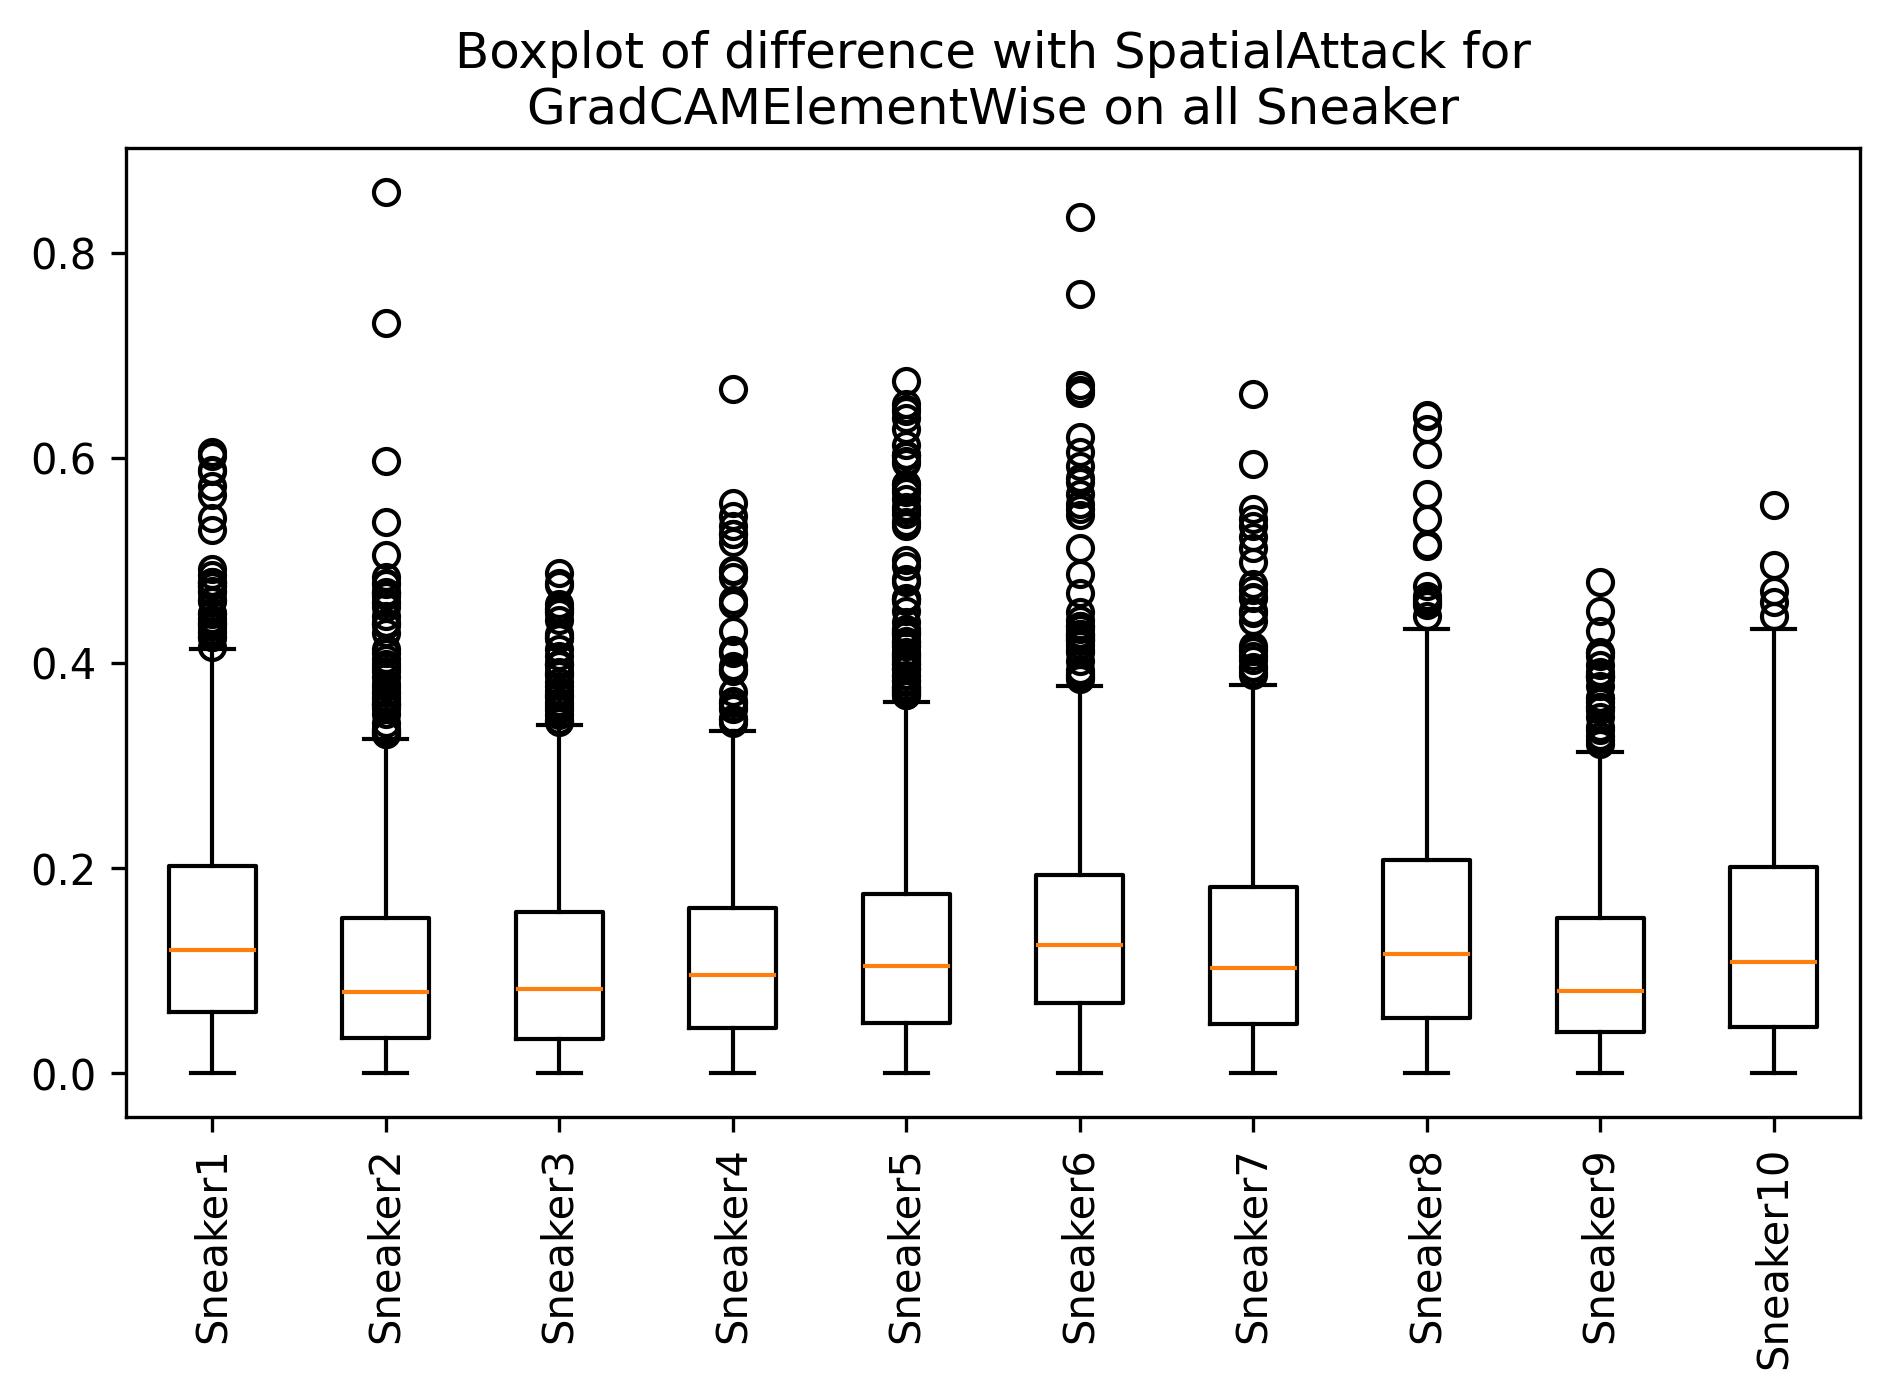 Boxplot of difference with SpatialAttack for
GradCAMElementWise on all Sneaker
0.8
0.6
0.4
0.2
0.0
Sneaker1
Sneaker2
Sneaker3
Sneaker4
Sneaker5
Sneaker6
Sneaker7
Sneaker8
Sneaker9
Sneaker10